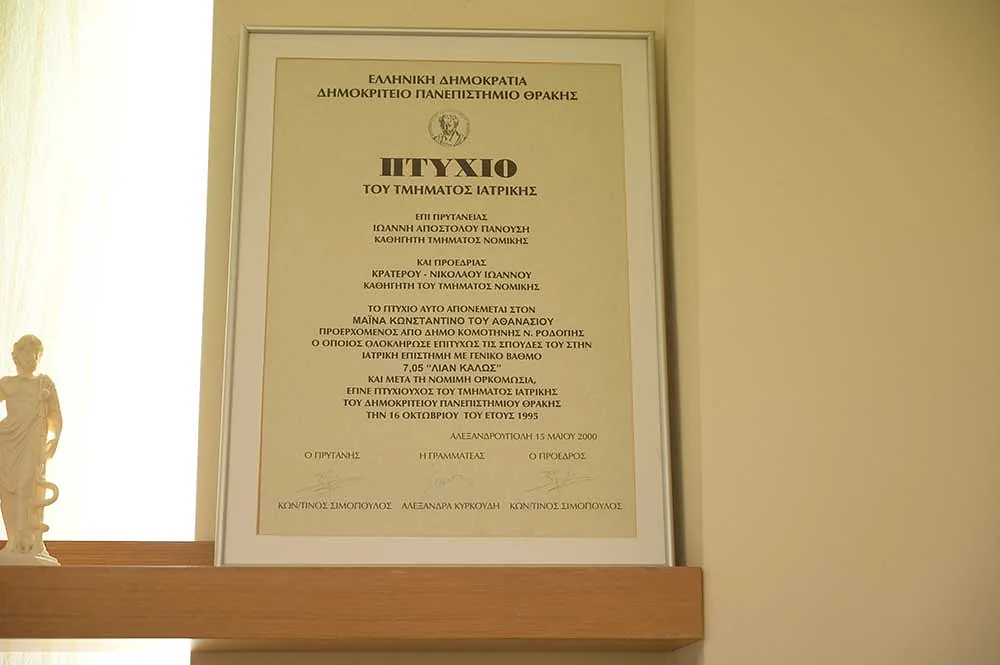 ΕΛΛΗΝΙΚΗ ΔΗΜΟΚΡΑΤΙΑ
ΔΗΜΟΚΡΙΤΕΙΟ ΠΑΝΕΠΙΣΤΗΜΙΟ ΘΡΑΚΗΣ
ΠΤΥΧΙΟ
ΤΟΥ ΤΜΗΜΑΤΟΣ ΙΑΤΡΙΚΗΣ
ΕΠΙ ΠΡΥΤΑΝΕΙΑΣ
ΙΩΑΝΝΗ ΑΠΟΣΤΟΛΟΥ ΠΑΝΟΥΣΗ
ΚΑΘΗΓΗΤΗ ΤΜΗΜΑΤΟΣ ΝΟΜΙΚΗΣ
ΚΑΙ ΠΡΟΕΔΡΙΑΣ
ΚΡΑΤΕΡΟΥ - ΝΙΚΟΛΑΟΥ ΙΩΑΝΝΟΥ
ΚΑΘΗΓΗΤΗ ΤΟΥ ΤΜΗΜΑΤΟΣ ΝΟΜΙΚΗΣ
ΤΟ ΠΤΥΧΙΟ ΑΥΤΟ ΑΠΟΝΕΜΕΤΑΙ ΣΤΟΝ
ΜΑΪΝΑ ΚΩΝΣΤΑΝΤΙΝΟ ΤΟΥ ΑΘΑΝΑΣΙΟΥ
ΠΡΟΕΡΧΟΜΕΝΟΣ ΑΠΟ ΔΗΜΟ ΚΟΜΟΤΗΝΗΣ Ν. ΡΟΔΟΠΗΣ
Ο ΟΠΟΙΟΣ ΟΛΟΚΛΗΡΩΣΕ ΕΠΙΤΥΧΩΣ ΤΙΣ ΣΠΟΥΔΕΣ ΤΟΥ ΣΤΗΝ
ΙΑΤΡΙΚΗ ΕΠΙΣΤΗΜΗ ΜΕ ΓΕΝΙΚΟ ΒΑΘΜΟ
7,05 "ΛΙΑΝ ΚΑΛΩΣ"
ΚΑΙ ΜΕΤΑ ΤΗ ΝΟΜΙΜΗ ΟΡΚΩΜΟΣΙΑ,
ΕΓΙΝΕ ΠΤΥΧΙΟΥΧΟΣ ΤΟΥ ΤΜΗΜΑΤΟΣ ΙΑΤΡΙΚΗΣ
ΤΟΥ ΔΗΜΟΚΡΙΤΕΙΟΥ ΠΑΝΕΠΙΣΤΗΜΙΟΥ ΘΡΑΚΗΣ
ΤΗΝ 16 ΟΚΤΩΒΡΙΟΥ ΤΟΥ ΕΤΟΥΣ 1995
ΑΛΕΞΑΝΔΡΟΥΠΟΛΗ 15 ΜΑΙΟΥ 2000
Ο ΠΡΥΤΑΝΗΣ Η ΓΡΑΜΜΑΤΕΑΣ Ο ΠΡΟΕΔΡΟΣ
ΚΩΝ/ΤΙΝΟΣ ΣΙΜΟΠΟΥΛΟΣ ΑΛΕΞΑΝΔΡΑ ΚΥΡΚΟΥΔΗ ΚΩΝ/ΤΙΝΟΣ ΣΙΜΟΠΟΥΛΟΣ